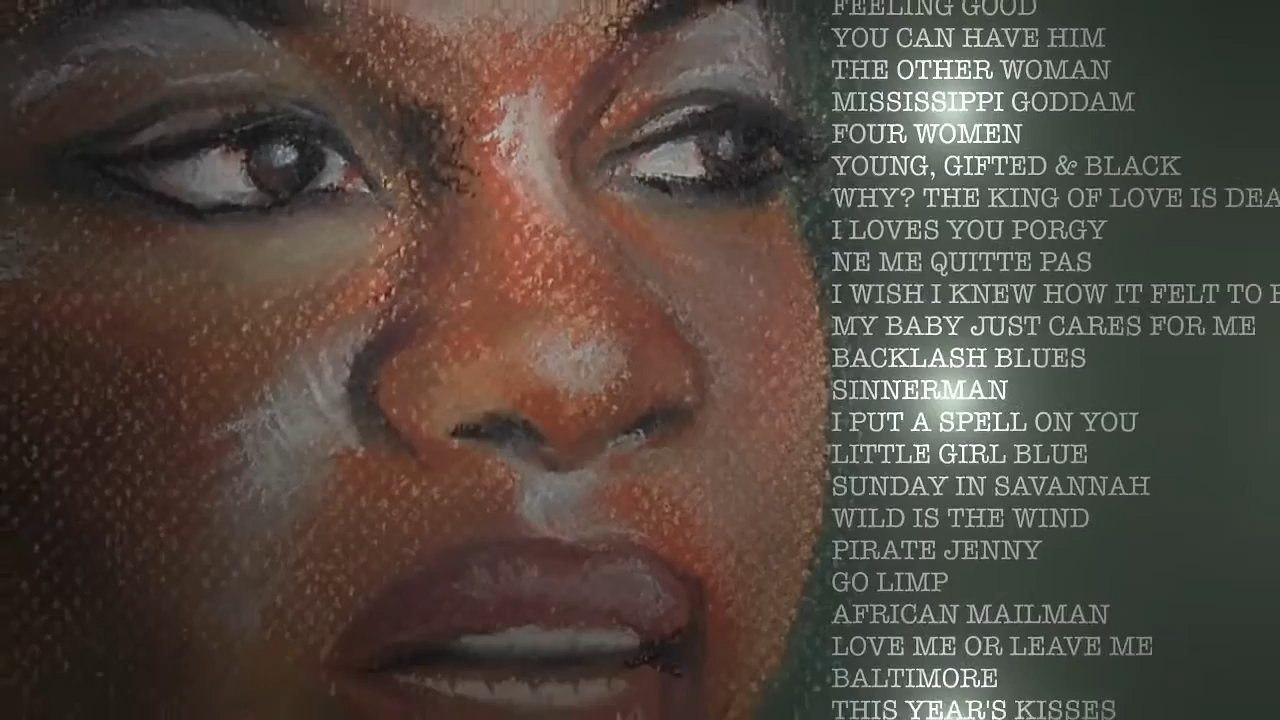 FEELING GOOD
YOU CAN HAVE HIM
THE OTHER WOMAN
MISSISSIPPI GODDAM
FOUR WOMEN
YOUNG, GIFTED & BLACK
WHY? THE KING OF LOVE IS DEA
I LOVES YOU PORGY
NE ME QUITTE PAS
I WISH I KNEW HOW IT FELT TO
MY BABY JUST CARES FOR ME
BACKLASH BLUES
SINNERMAN
I PUT A SPELL ON YOU
LITTLE GIRL BLUE
SUNDAY IN SAVANNAH
WILD IS THE WIND
PIRATE JENNY
GO LIMP
AFRICAN MAILMAN
LOVE ME OR LEAVE ME
BALTIMORE
THIS YEAR'S KISSES